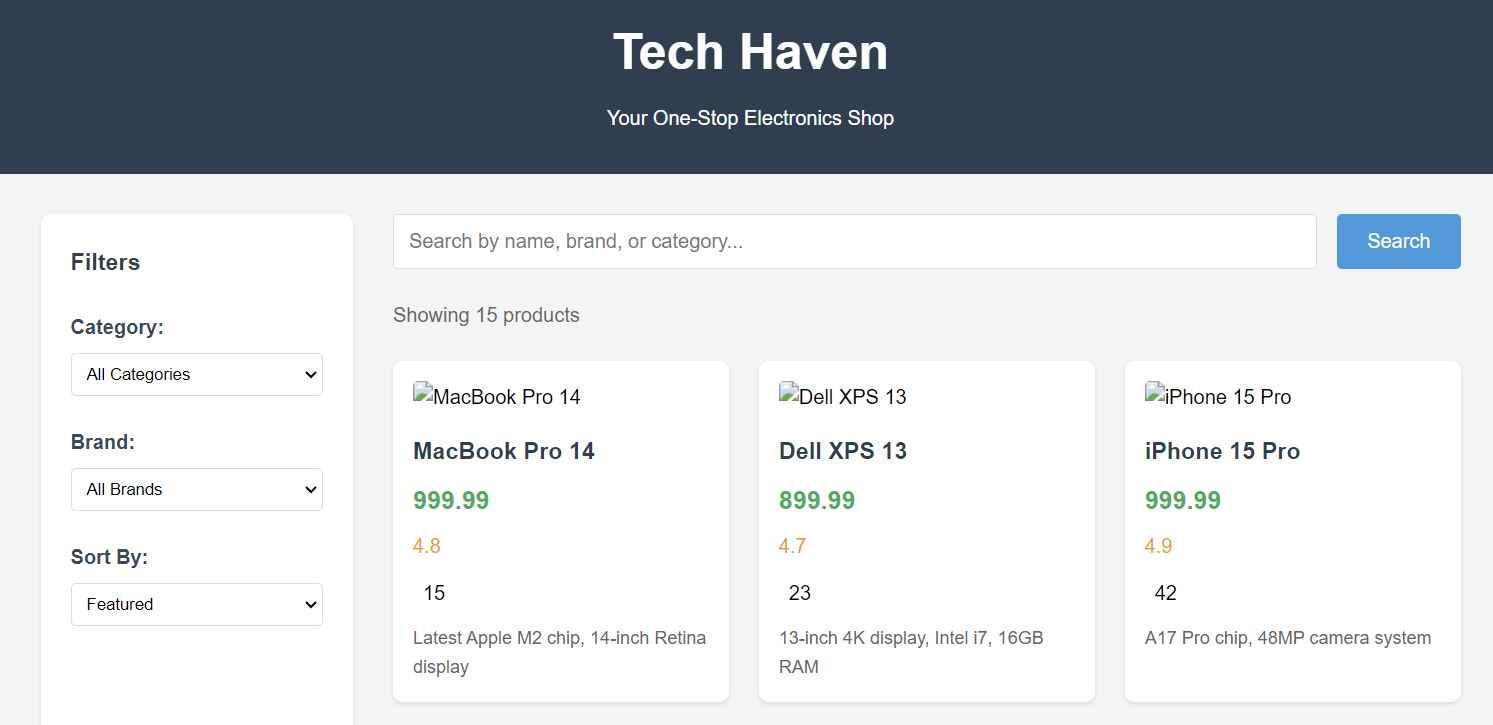 Tech Haven
Your One-Stop Electronics Shop
Filters
Category:
All Categories
Brand:
All Brands
Sort By:
Featured
Search by name, brand, or category...
Search
Showing 15 products
MacBook Pro 14
MacBook Pro 14
999.99
4.8
15
Latest Apple M2 chip, 14-inch Retina
display
Dell XPS 13
Dell XPS 13
899.99
4.7
23
13-inch 4K display, Intel i7, 16GB
RAM
iPhone 15 Pro
iPhone 15 Pro
999.99
4.9
42
A17 Pro chip, 48MP camera system